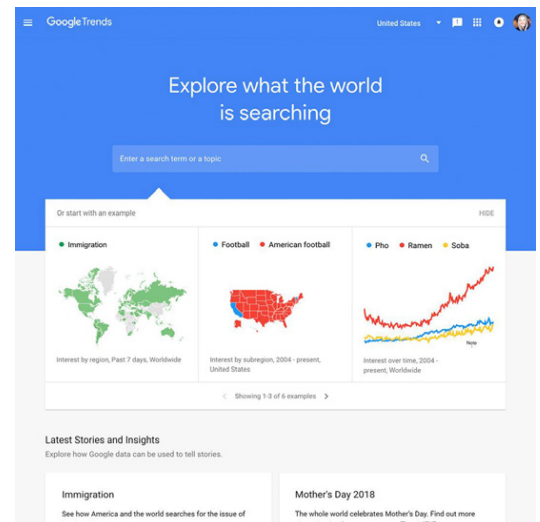 Google Trends
United States
Explore what the world
is searching
Enter a search term or a topic
Or start with an example
HIDE
Immigration
Football
American football
Pho
Ramen
Soba
Note
Interest by region, Past 7 days, Worldwide
Interest by subregion, 2004 - present,
United States
Interest over time, 2004 -
present, Worldwide
Showing 1-3 of 6 examples
Latest Stories and Insights
Explore how Google data can be used to tell stories.
Immigration
See how America and the world searches for the issue of
Mother's Day 2018
The whole world celebrates Mother's Day. Find out more